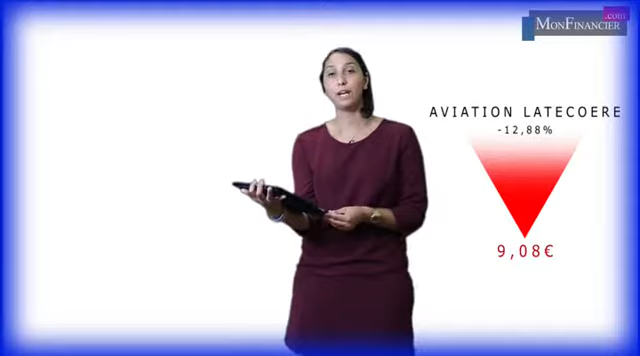 .com
MONFINANCIER
AVIATION LATECOERE
-12,88%
9,08€